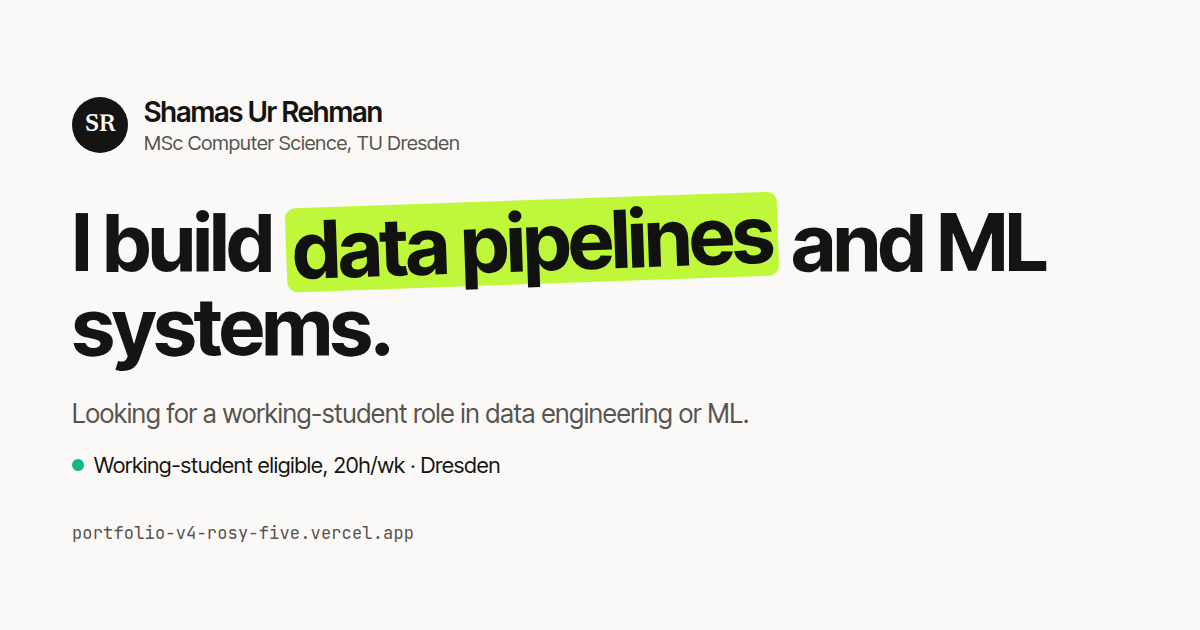 SR
Shamas Ur Rehman
MSc Computer Science, TU Dresden
I build data pipelines and ML
systems.
Looking for a working-student role in data engineering or ML.
Working-student eligible, 20h/wk · Dresden
portfolio-v4-rosy-five.vercel.app